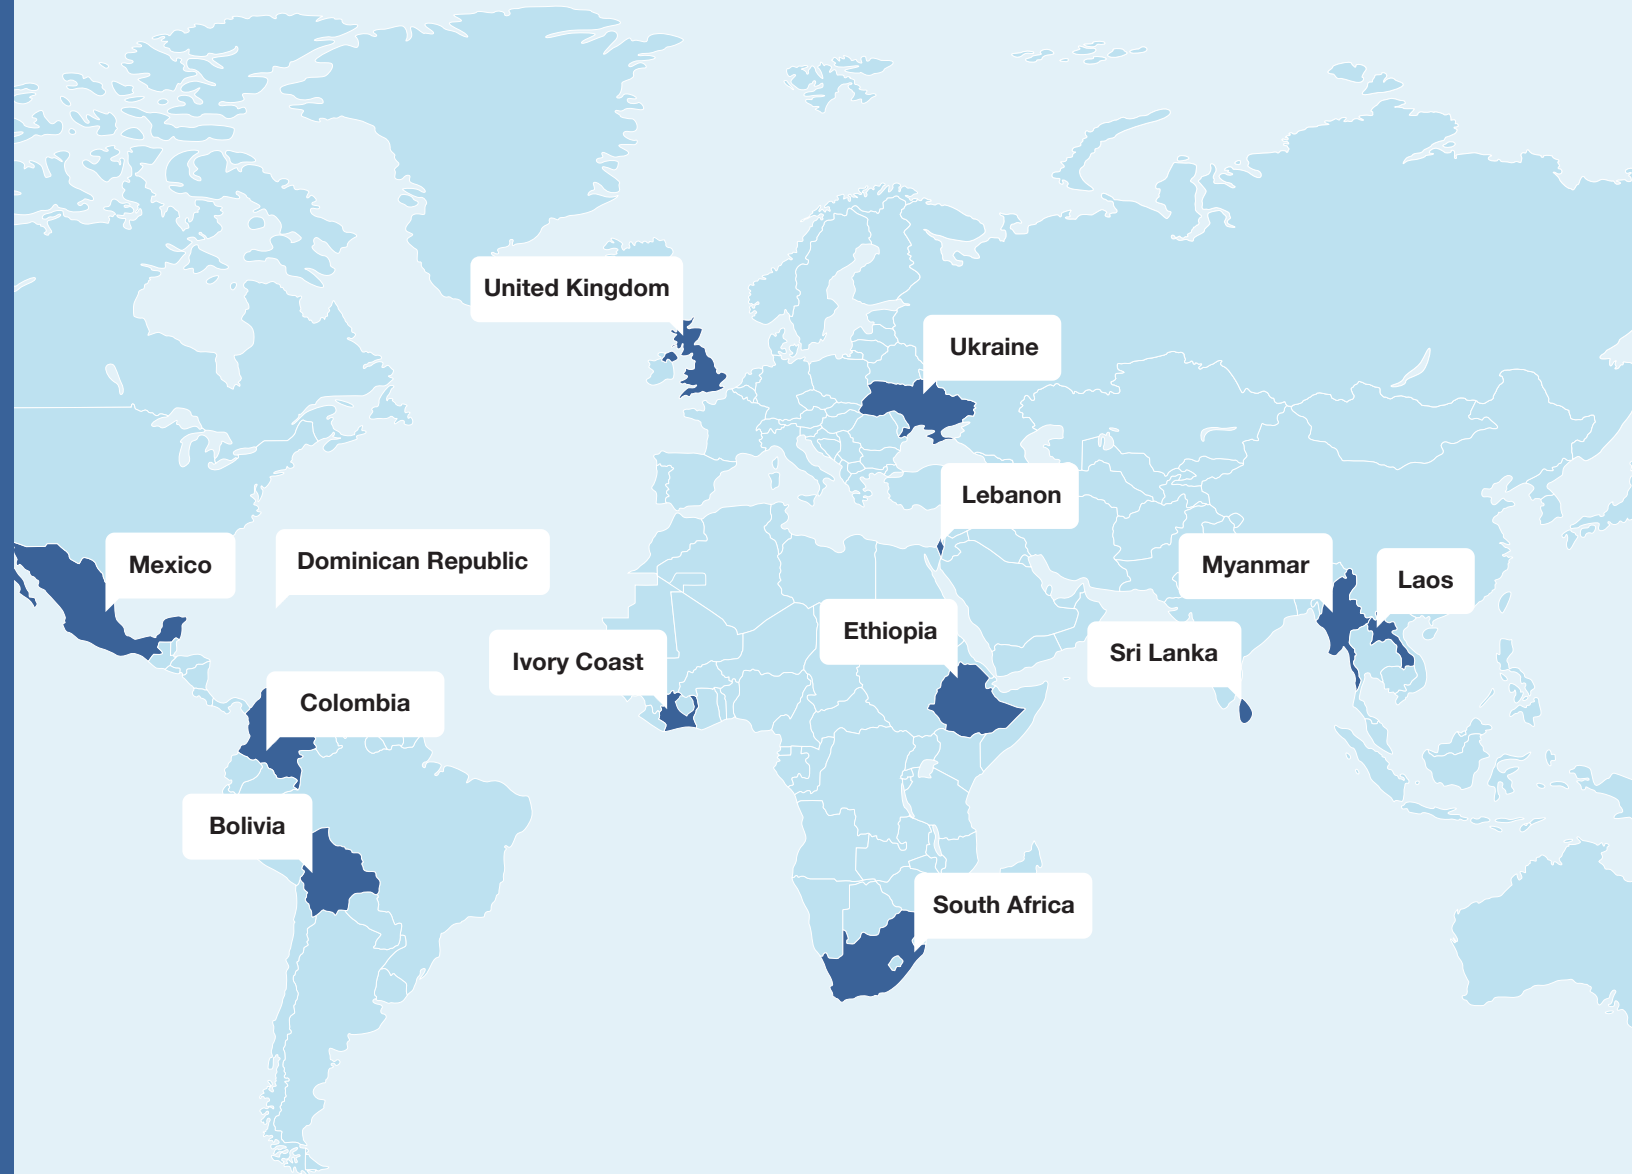 United Kingdom
Ukraine
Lebanon
Mexico
Dominican Republic
Myanmar
Laos
Ethiopia
Ivory Coast
Sri Lanka
Colombia
Bolivia
South Africa